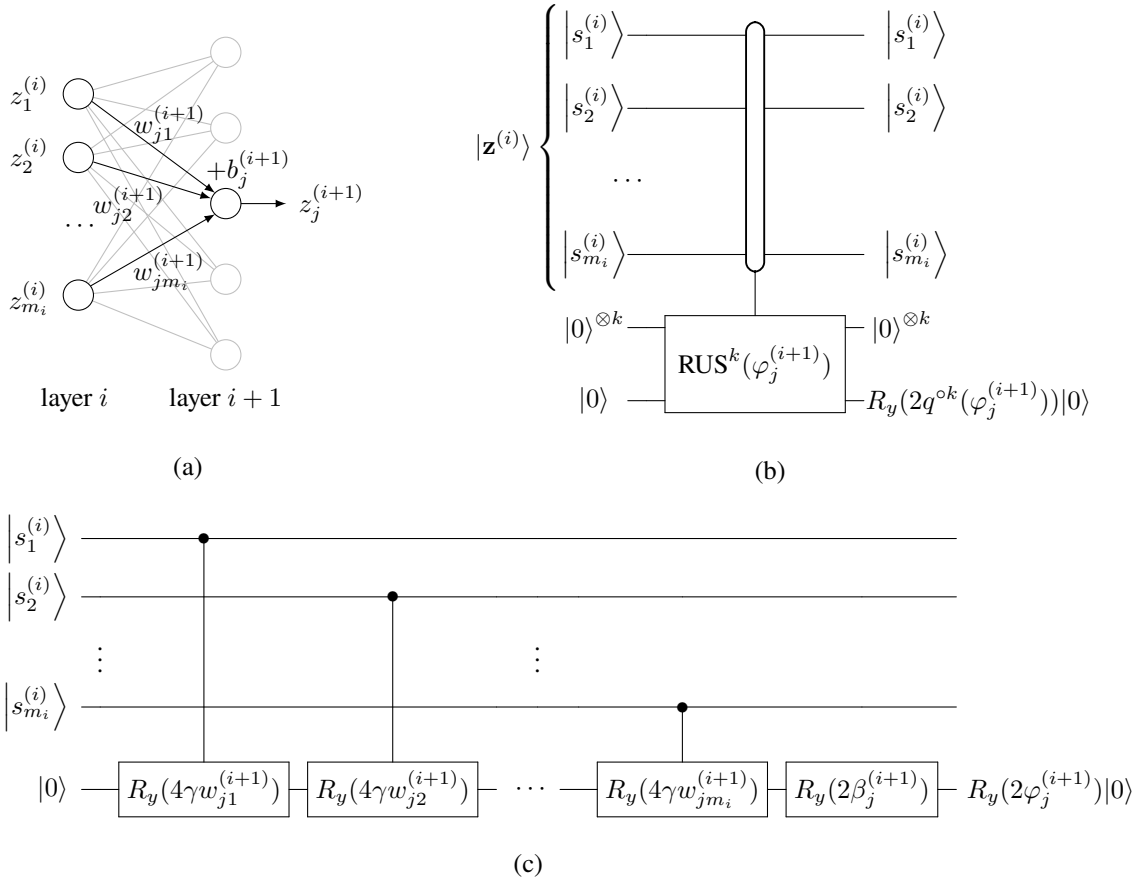 z_1^{(i)}
z_2^{(i)}
...
z_{m_i}^{(i)}
w_{j1}^{(i+1)}
w_{j2}^{(i+1)}
w_{jm_i}^{(i+1)}
+b_j^{(i+1)}
z_j^{(i+1)}
layer i layer i + 1
(a)
|z^{(i)}⟩
|s_1^{(i)}⟩ |s_1^{(i)}⟩
|s_2^{(i)}⟩ |s_2^{(i)}⟩
...
|s_{m_i}^{(i)}⟩ |s_{m_i}^{(i)}⟩
|0⟩^{⊗k} |0⟩^{⊗k}
RUS^k(φ_j^{(i+1)})
|0⟩ R_y(2q^{∘k}(φ_j^{(i+1)}))|0⟩
(b)
|s_1^{(i)}⟩
|s_2^{(i)}⟩
⋮ ⋮
|s_{m_i}^{(i)}⟩
|0⟩ R_y(4γw_{j1}^{(i+1)}) R_y(4γw_{j2}^{(i+1)}) ... R_y(4γw_{jm_i}^{(i+1)}) R_y(2β_j^{(i+1)}) R_y(2φ_j^{(i+1)})|0⟩
(c)